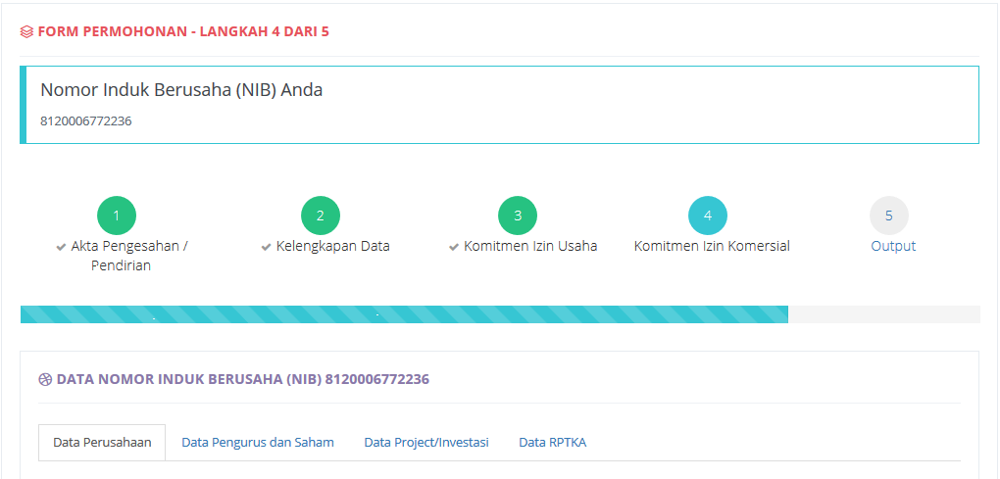 FORM PERMOHONAN - LANGKAH 4 DARI 5
Nomor Induk Berusaha (NIB) Anda
8120006772236
1
2
3
4
5
Akta Pengesahan /
Pendirian
Kelengkapan Data
Komitmen Izin Usaha
Komitmen Izin Komersial
Output
DATA NOMOR INDUK BERUSAHA (NIB) 8120006772236
Data Perusahaan
Data Pengurus dan Saham
Data Project/Investasi
Data RPTKA